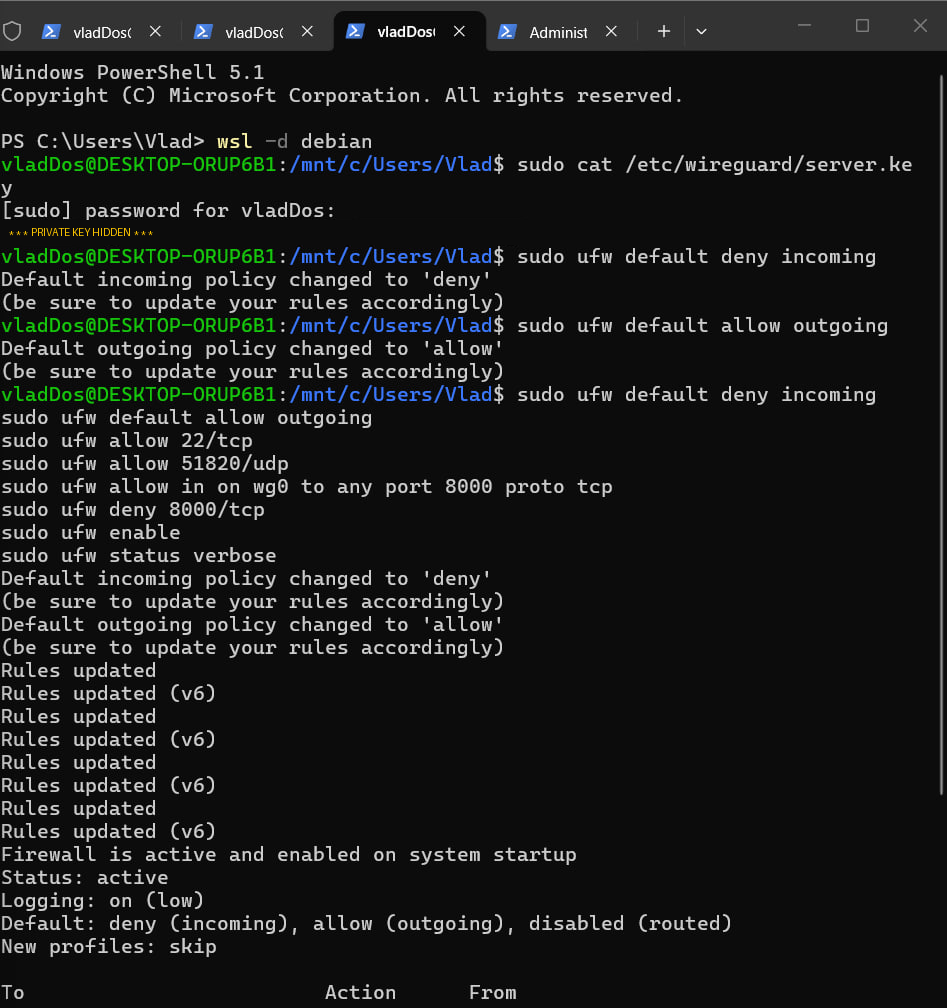 vladDos
vladDos
vladDos
Administ
Windows PowerShell 5.1
Copyright (C) Microsoft Corporation. All rights reserved.
PS C:\Users\Vlad> wsl -d debian
vladDos@DESKTOP-ORUP6B1:/mnt/c/Users/Vlad$ sudo cat /etc/wireguard/server.ke
y
[sudo] password for vladDos:
*** PRIVATE KEY HIDDEN ***
vladDos@DESKTOP-ORUP6B1:/mnt/c/Users/Vlad$ sudo ufw default deny incoming
Default incoming policy changed to 'deny'
(be sure to update your rules accordingly)
vladDos@DESKTOP-ORUP6B1:/mnt/c/Users/Vlad$ sudo ufw default allow outgoing
Default outgoing policy changed to 'allow'
(be sure to update your rules accordingly)
vladDos@DESKTOP-ORUP6B1:/mnt/c/Users/Vlad$ sudo ufw default deny incoming
sudo ufw default allow outgoing
sudo ufw allow 22/tcp
sudo ufw allow 51820/udp
sudo ufw allow in on wg0 to any port 8000 proto tcp
sudo ufw deny 8000/tcp
sudo ufw enable
sudo ufw status verbose
Default incoming policy changed to 'deny'
(be sure to update your rules accordingly)
Default outgoing policy changed to 'allow'
(be sure to update your rules accordingly)
Rules updated
Rules updated (v6)
Rules updated
Rules updated (v6)
Rules updated
Rules updated (v6)
Rules updated
Rules updated (v6)
Firewall is active and enabled on system startup
Status: active
Logging: on (low)
Default: deny (incoming), allow (outgoing), disabled (routed)
New profiles: skip
To Action From